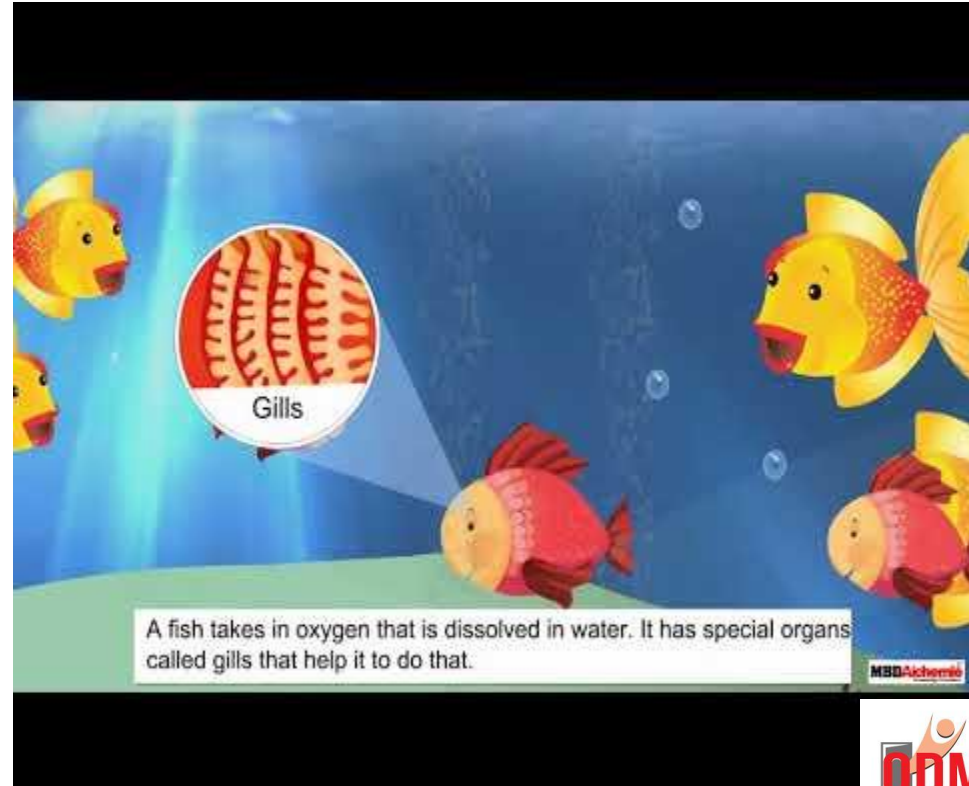 Gills
A fish takes in oxygen that is dissolved in water. It has special organs
called gills that help it to do that.
MBDAlchemie
ODM